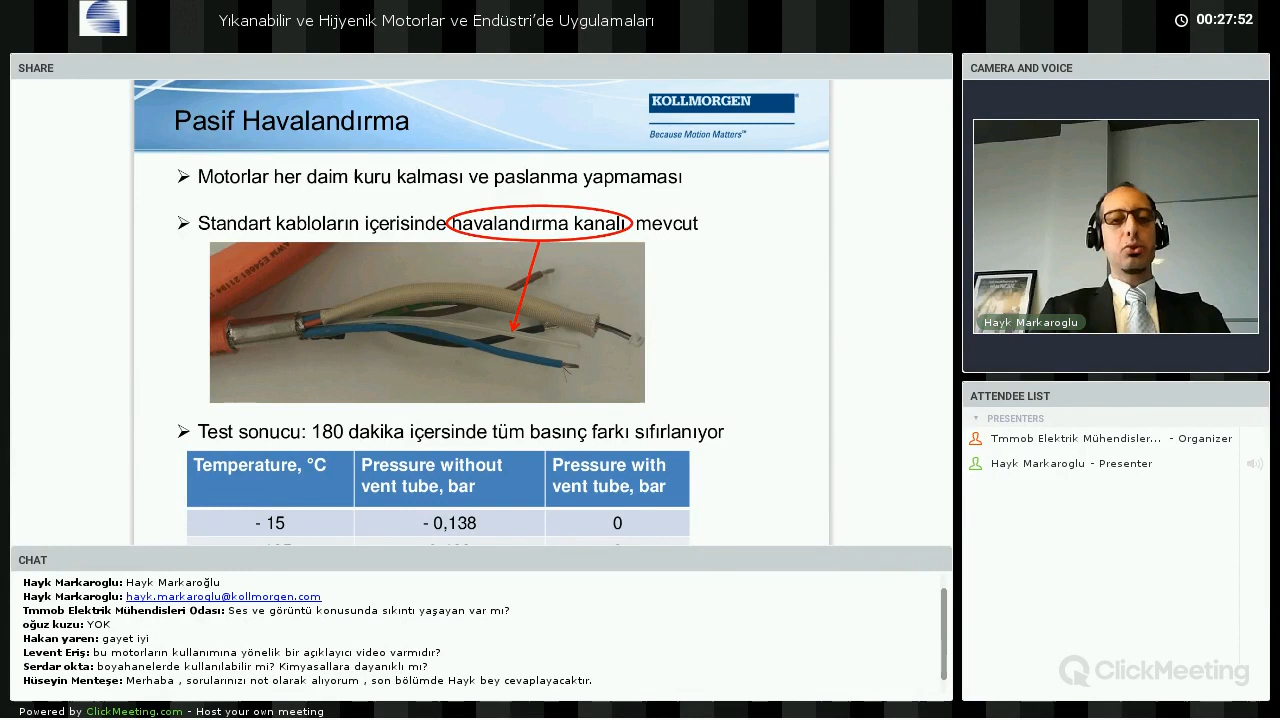 Yıkanabilir ve Hijyenik Motorlar ve Endüstri'de Uygulamaları
00:27:52
SHARE
Pasif Havalandırma
KOLLMORGEN
Because Motion Matters™
➢ Motorlar her daim kuru kalması ve paslanma yapmaması
➢ Standart kabloların içerisinde havalandırma kanalı mevcut
➢ Test sonucu: 180 dakika içersinde tüm basınç farkı sıfırlanıyor
Temperature, °C
Pressure without vent tube, bar
Pressure with vent tube, bar
- 15
- 0,138
0
CHAT
Hayk Markaroglu: Hayk Markaroğlu
Hayk Markaroglu: hayk.markaroglu@kollmorgen.com
Tmmob Elektrik Mühendisleri Odası: Ses ve görüntü konusunda sıkıntı yaşayan var mı?
oğuz kuzu: YOK
Hakan yaren: gayet iyi
Levent Eriş: bu motorların kullanımına yönelik bir açıklayıcı video varmıdır?
Serdar okta: boyahanelerde kullanılabilir mi? Kimyasallara dayanıklı mı?
Hüseyin Menteşe: Merhaba , sorularınızı not olarak alıyorum , son bölümde Hayk bey cevaplayacaktır.
Powered by ClickMeeting.com - Host your own meeting
CAMERA AND VOICE
Hayk Markaroglu
ATTENDEE LIST
PRESENTERS
Tmmob Elektrik Mühendisler... - Organizer
Hayk Markaroglu - Presenter
ClickMeeting